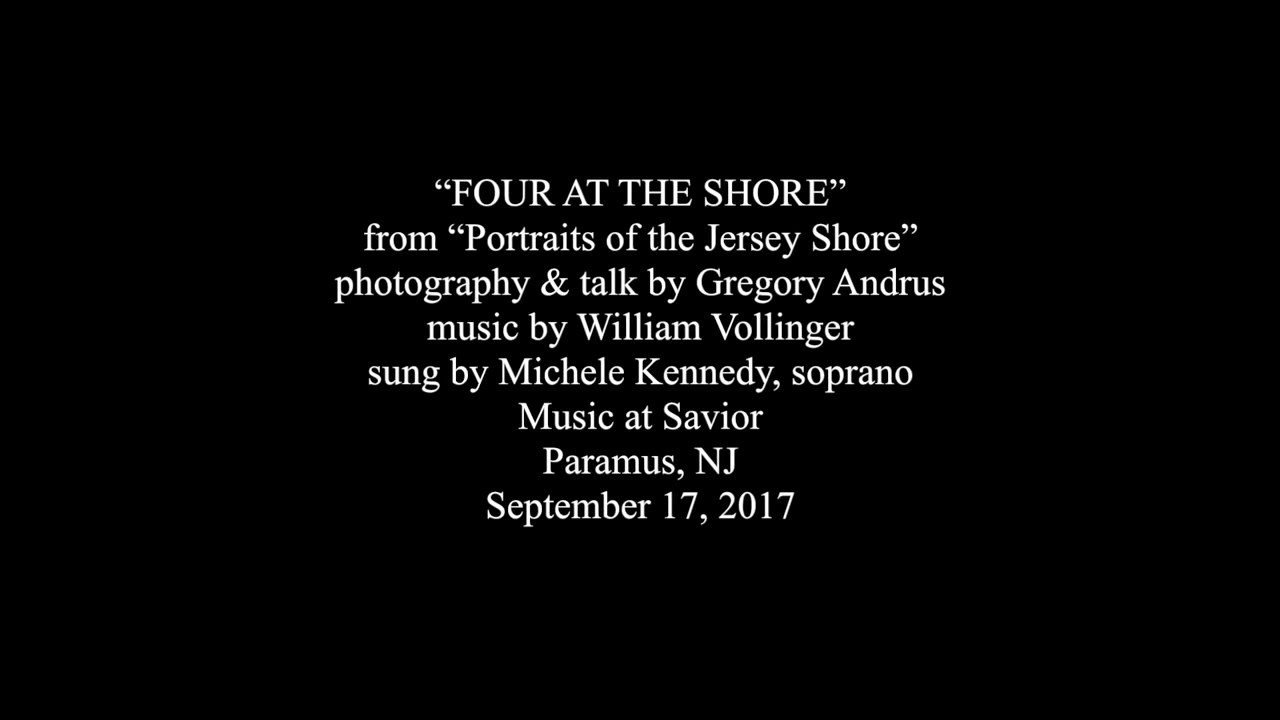 “FOUR AT THE SHORE”
from “Portraits of the Jersey Shore”
photography & talk by Gregory Andrus
music by William Vollinger
sung by Michele Kennedy, soprano
Music at Savior
Paramus, NJ
September 17, 2017